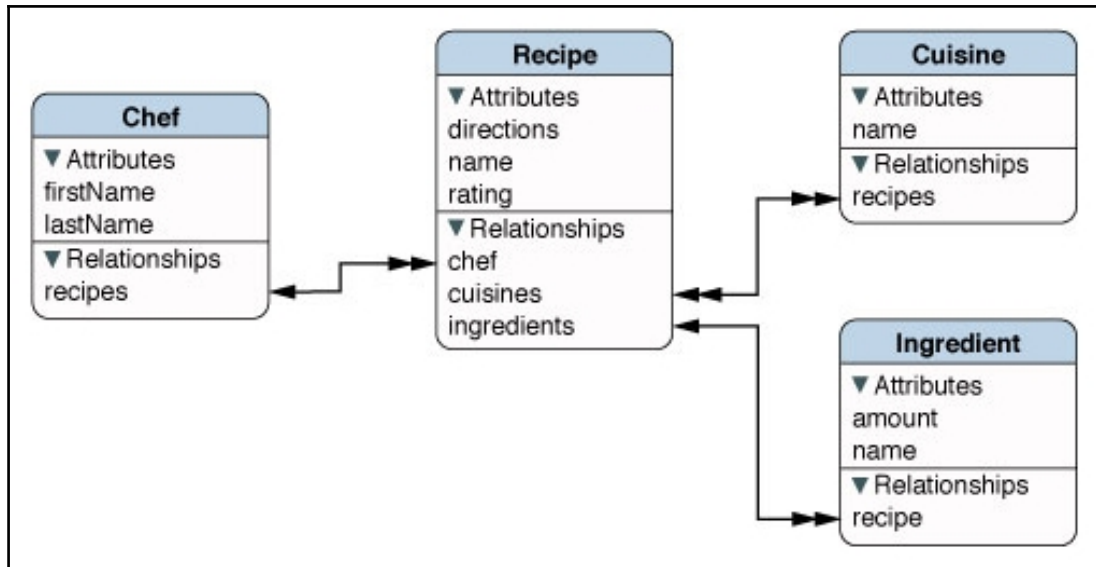 Chef
▼ Attributes
firstName
lastName
▼ Relationships
recipes
Recipe
▼ Attributes
directions
name
rating
▼ Relationships
chef
cuisines
ingredients
Cuisine
▼ Attributes
name
▼ Relationships
recipes
Ingredient
▼ Attributes
amount
name
▼ Relationships
recipe